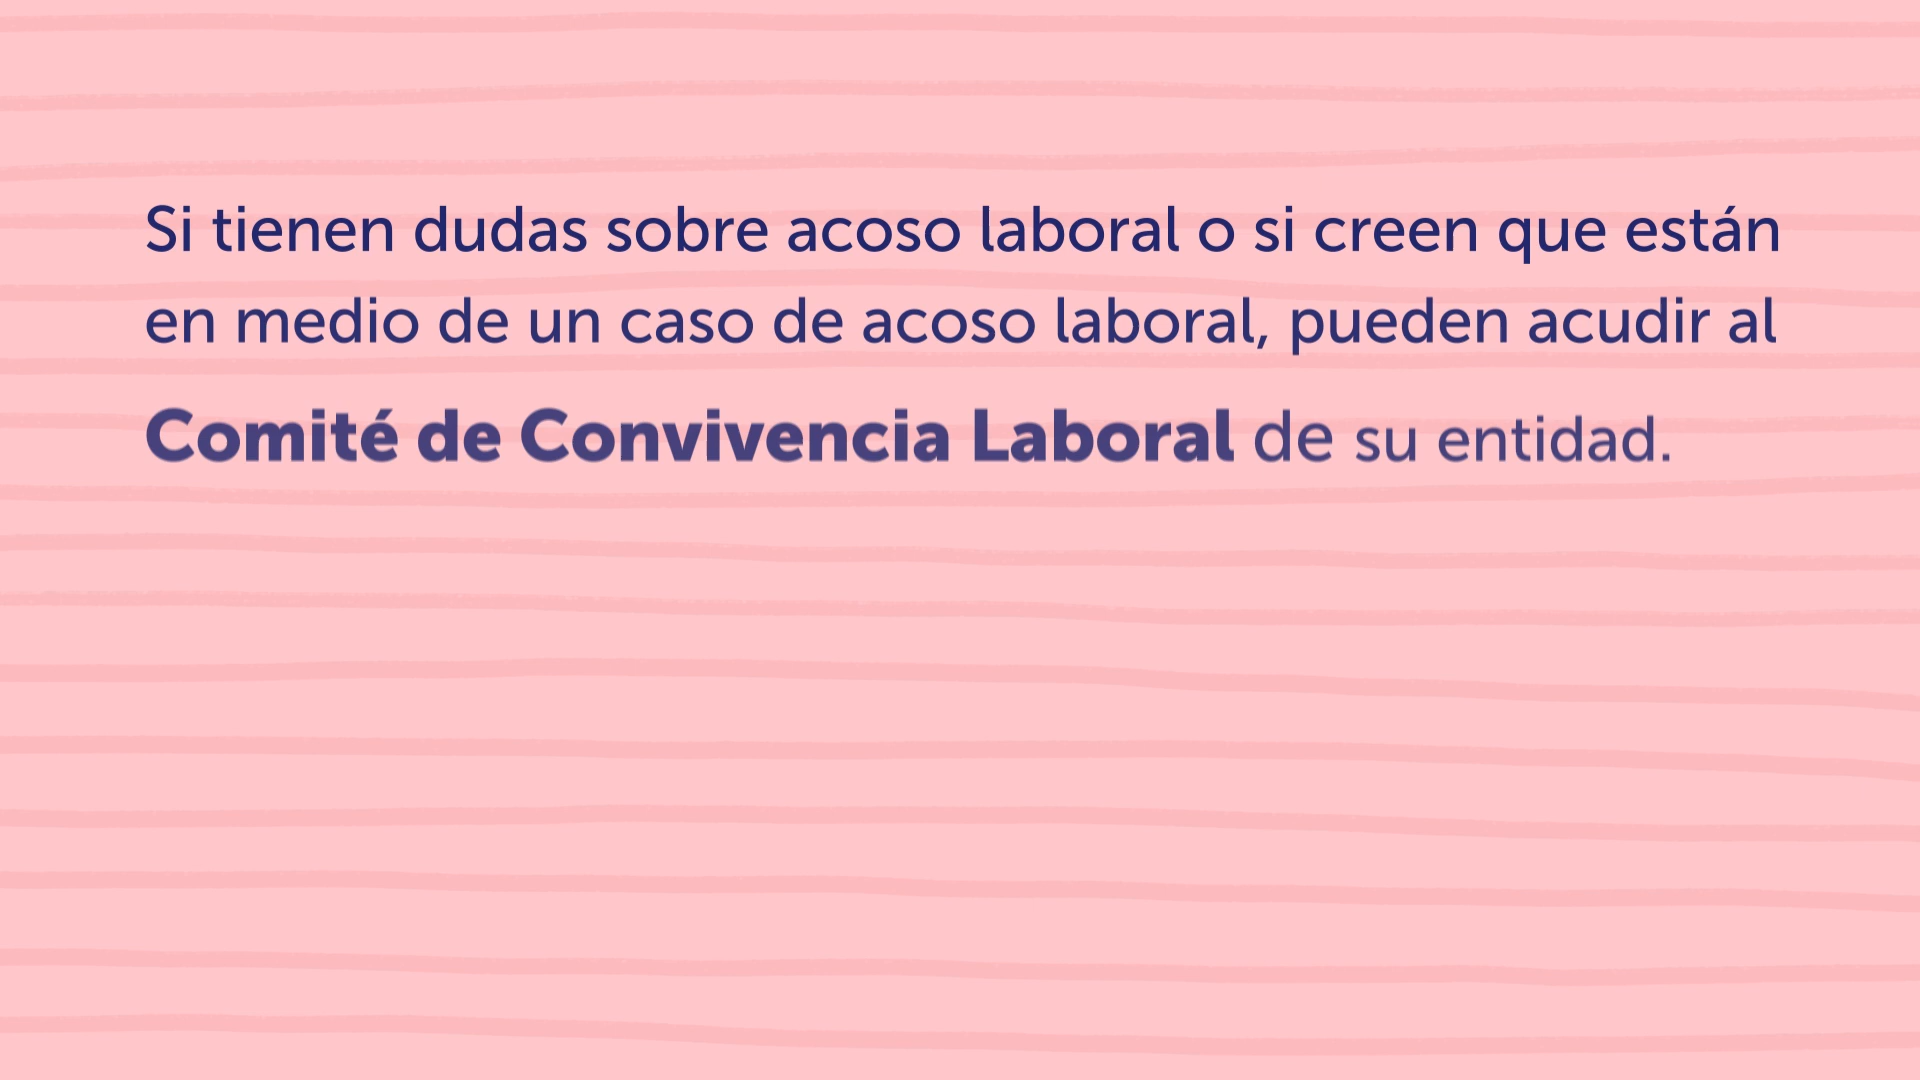 Si tienen dudas sobre acoso laboral o si creen que están
en medio de un caso de acoso laboral, pueden acudir al
Comité de Convivencia Laboral de su entidad.